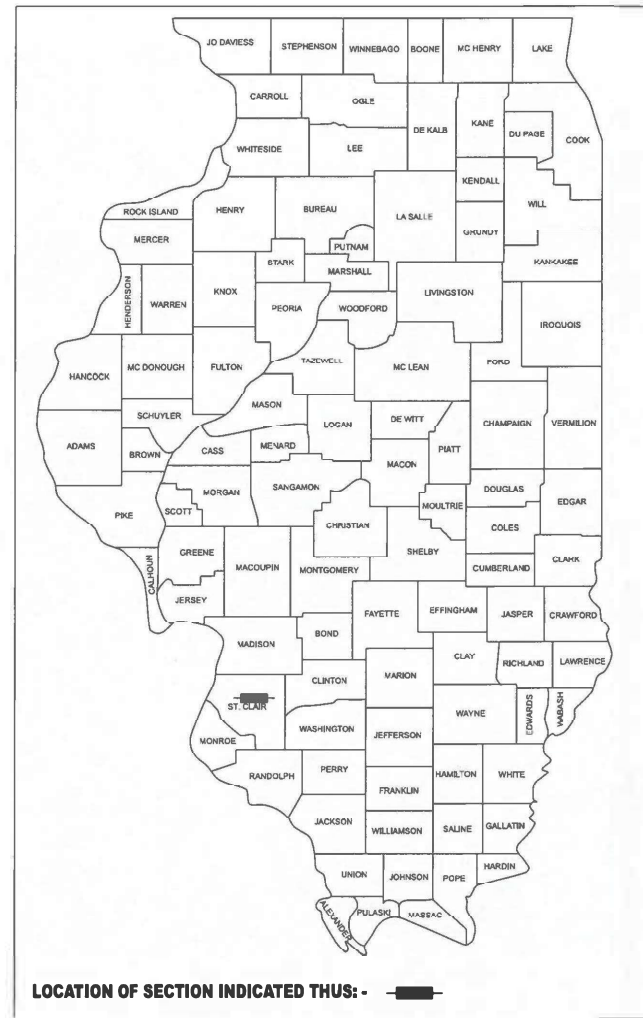 JO DAVIESS STEPHENSON WINNEBAGO BOONE MC HENRY LAKE
CARROLL OGLE DE KALB KANE DU PAGE COOK
WHITESIDE LEE
KENDALL
ROCK ISLAND HENRY BUREAU LA SALLE GRUNDY WILL
MERCER PUTNAM
STARK MARSHALL KANKAKEE
HENDERSON WARREN KNOX PEORIA WOODFORD LIVINGSTON IROQUOIS
HANCOCK MC DONOUGH FULTON TAZEWELL MC LEAN FORD
MASON
SCHUYLER LOGAN DE WITT CHAMPAIGN VERMILION
ADAMS BROWN CASS MENARD MACON PIATT
PIKE SCOTT MORGAN SANGAMON CHRISTIAN MOULTRIE DOUGLAS EDGAR
COLES
CALHOUN GREENE MACOUPIN MONTGOMERY SHELBY CUMBERLAND CLARK
JERSEY
FAYETTE EFFINGHAM JASPER CRAWFORD
MADISON BOND
CLAY RICHLAND LAWRENCE
CLINTON MARION
ST. CLAIR WAYNE EDWARDS WABASH
WASHINGTON JEFFERSON
MONROE
RANDOLPH PERRY HAMILTON WHITE
FRANKLIN
JACKSON WILLIAMSON SALINE GALLATIN
UNION JOHNSON POPE HARDIN
ALEXANDER PULASKI MASSAC
LOCATION OF SECTION INDICATED THUS: -